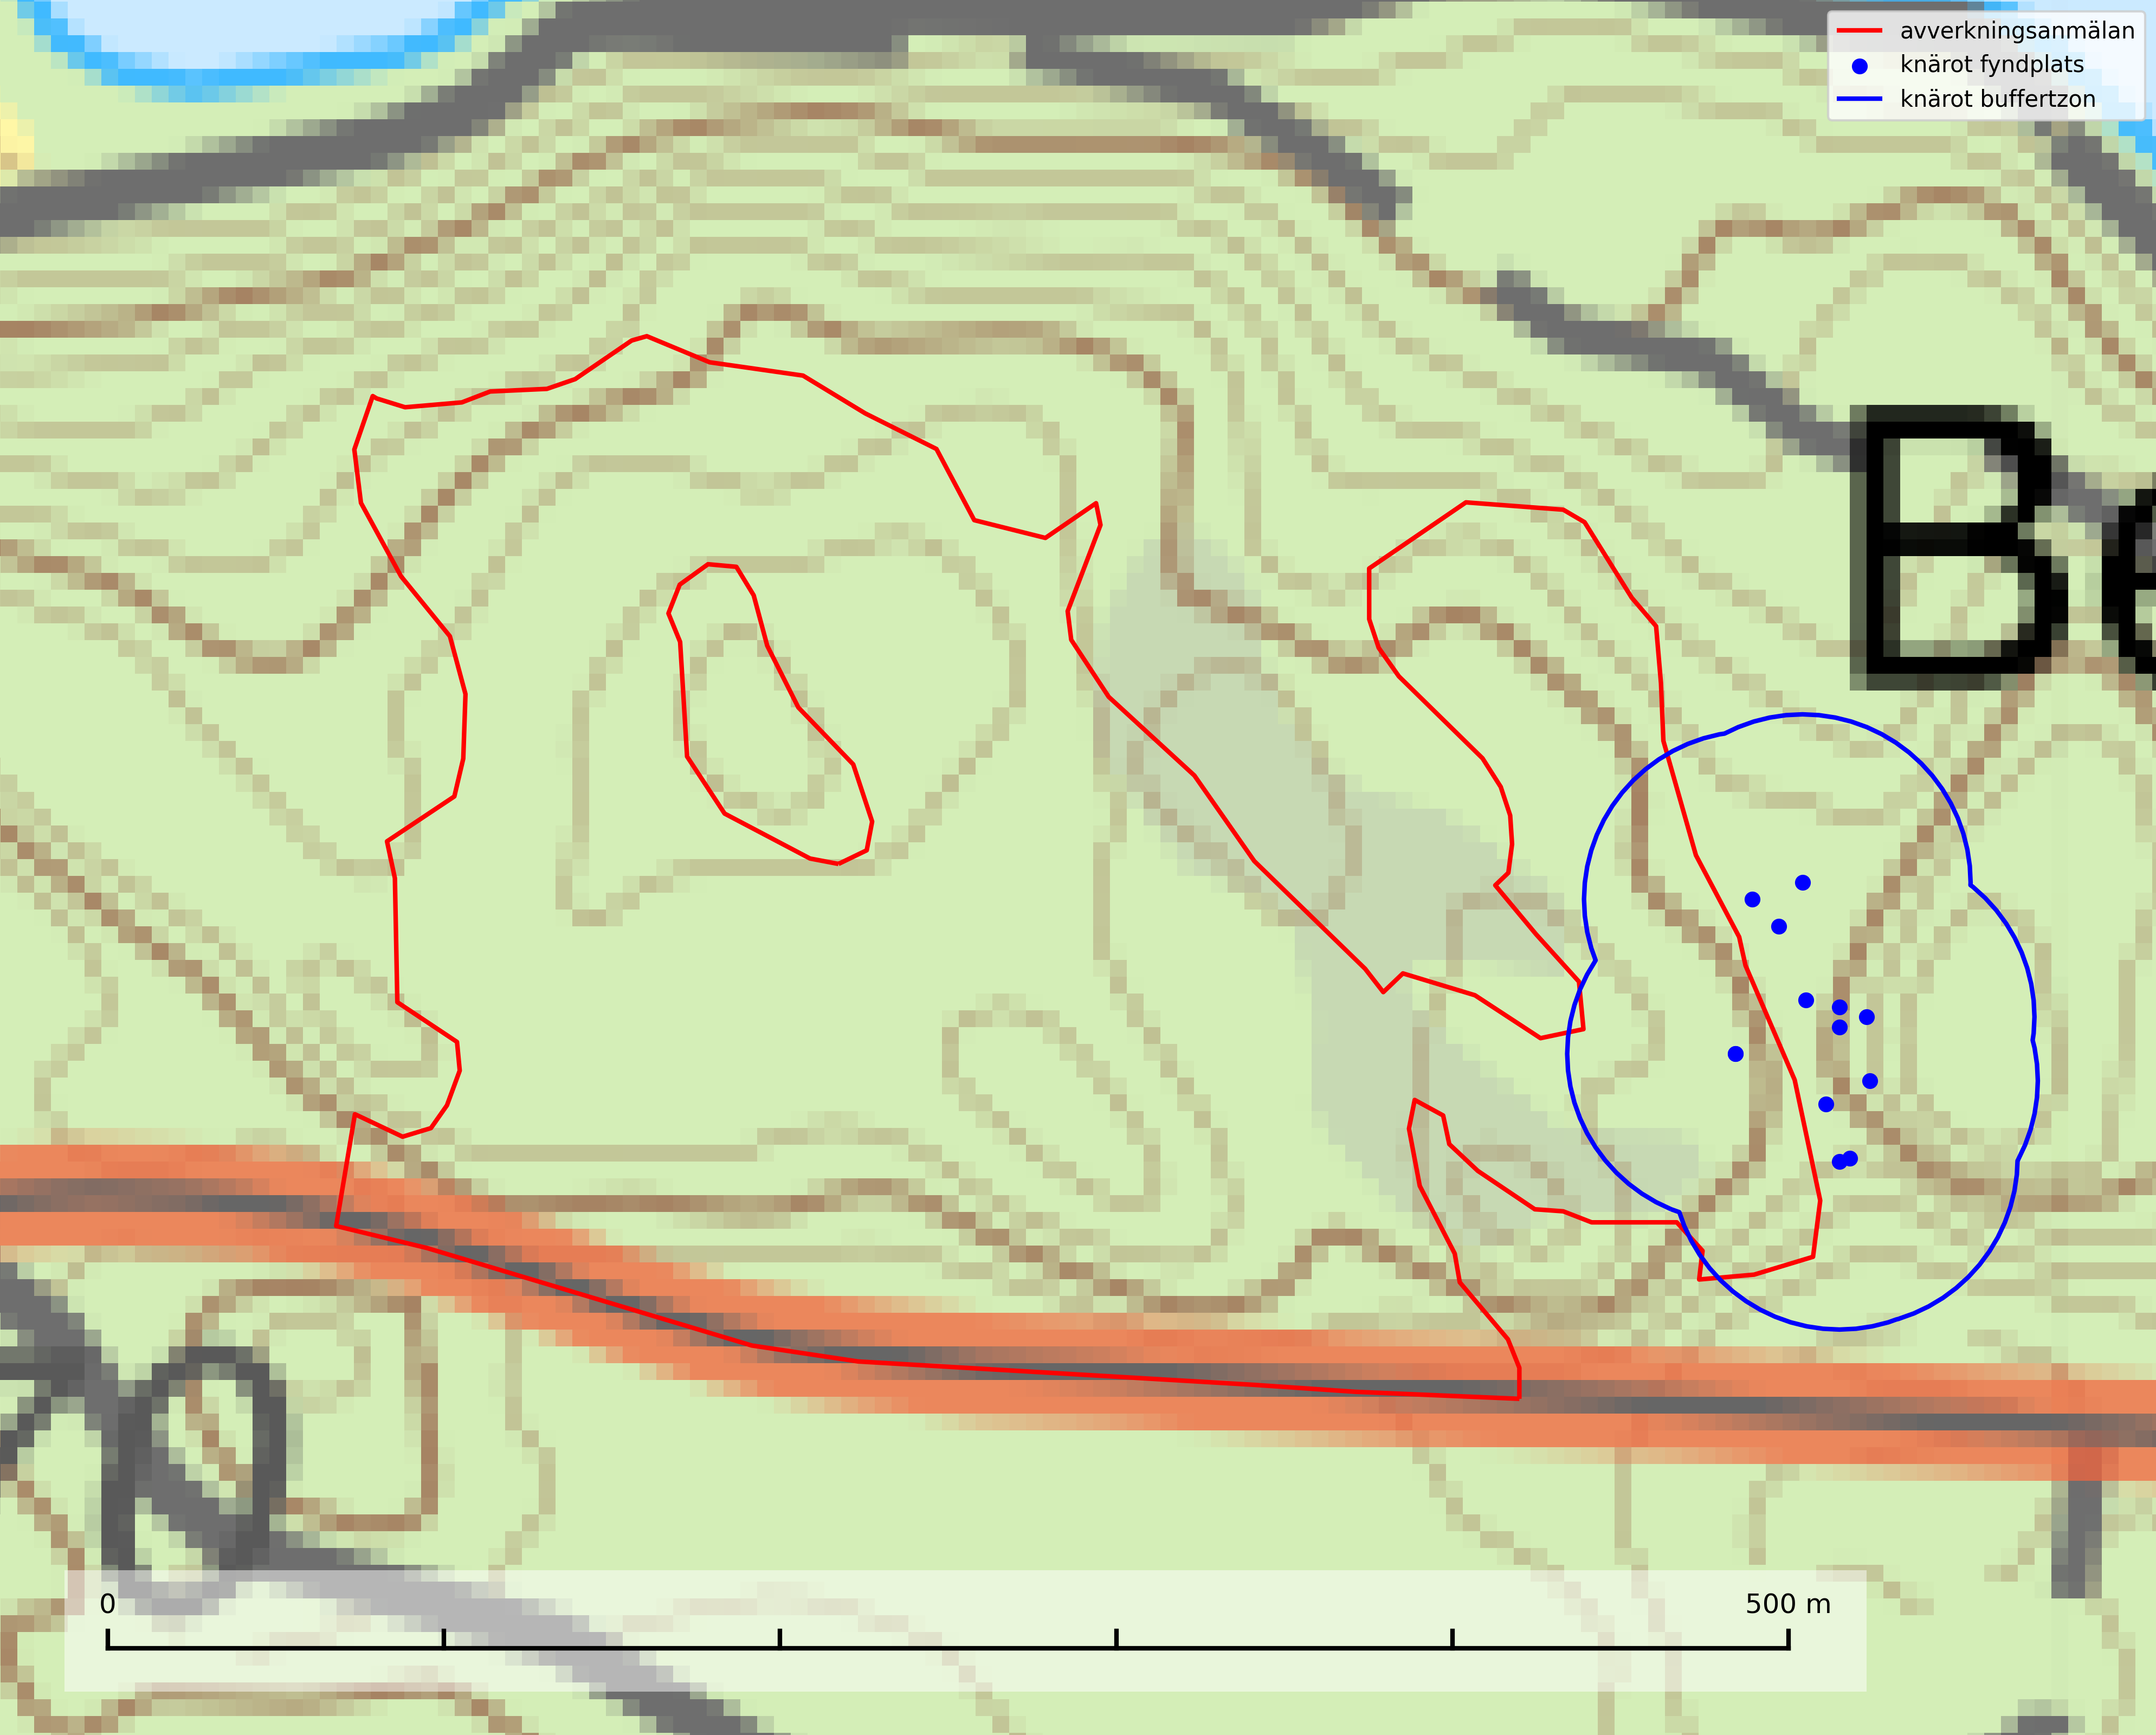 avverkningsanmälan
knärot fyndplats
knärot buffertzon
B
0 500 m